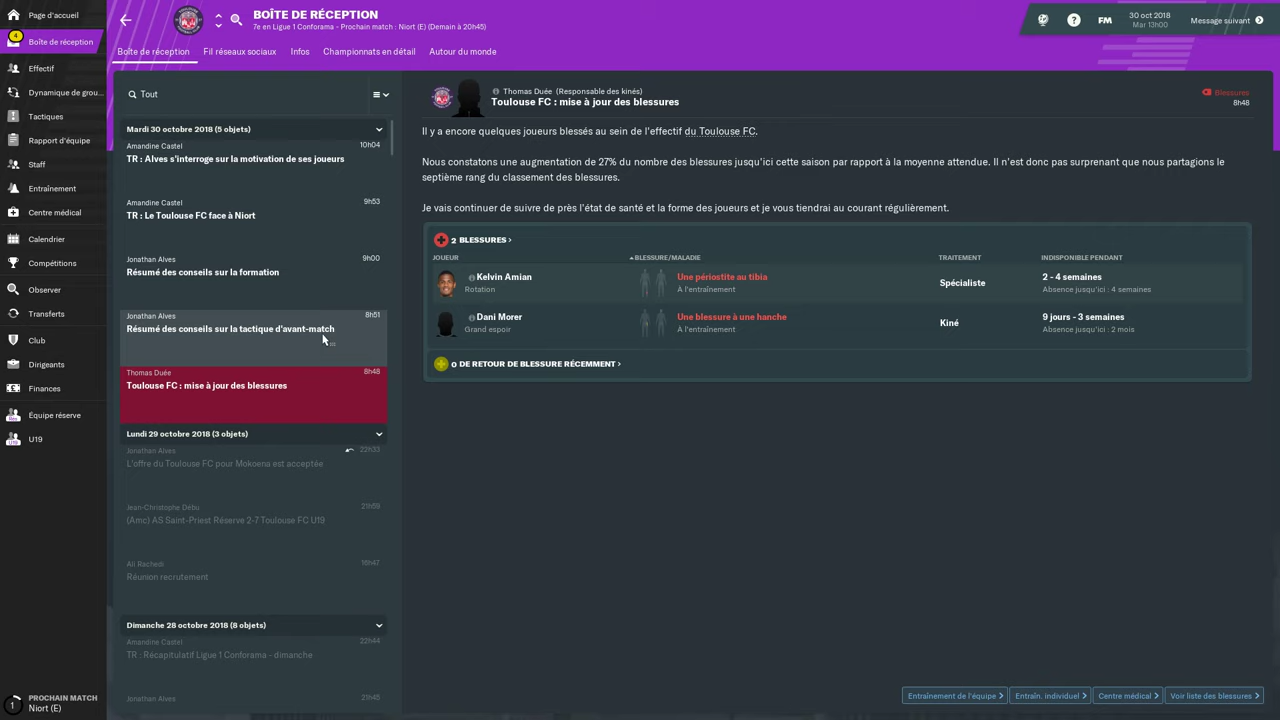 Page d'accueil
4
Boîte de réception
Effectif
Dynamique de grou...
Tactiques
Rapport d'équipe
Staff
Entraînement
Centre médical
Calendrier
Compétitions
Observer
Transferts
Club
Dirigeants
Finances
Équipe réserve
U19
1
PROCHAIN MATCH
Niort (E)
BOÎTE DE RÉCEPTION
7e en Ligue 1 Conforama - Prochain match : Niort (E) (Demain à 20h45)
?
FM
30 oct 2018
Mar 13h00
Message suivant
Boîte de réception
Fil réseaux sociaux
Infos
Championnats en détail
Autour du monde
Tout
Mardi 30 octobre 2018 (5 objets)
Amandine Castel
10h04
TR : Alves s'interroge sur la motivation de ses joueurs
Amandine Castel
9h53
TR : Le Toulouse FC face à Niort
Jonathan Alves
9h00
Résumé des conseils sur la formation
Jonathan Alves
8h51
Résumé des conseils sur la tactique d'avant-match
Thomas Duée
8h48
Toulouse FC : mise à jour des blessures
Lundi 29 octobre 2018 (3 objets)
Jonathan Alves
22h33
L'offre du Toulouse FC pour Mokoena est acceptée
Jean-Christophe Débu
21h59
(Amc) AS Saint-Priest Réserve 2-7 Toulouse FC U19
Ali Rachedi
16h47
Réunion recrutement
Dimanche 28 octobre 2018 (8 objets)
Amandine Castel
22h44
TR : Récapitulatif Ligue 1 Conforama - dimanche
Jonathan Alves
21h45
Thomas Duée (Responsable des kinés)
Toulouse FC : mise à jour des blessures
Blessures
8h48
Il y a encore quelques joueurs blessés au sein de l'effectif du Toulouse FC.
Nous constatons une augmentation de 27% du nombre des blessures jusqu'ici cette saison par rapport à la moyenne attendue. Il n'est donc pas surprenant que nous partagions le
septième rang du classement des blessures.
Je vais continuer de suivre de près l'état de santé et la forme des joueurs et je vous tiendrai au courant régulièrement.
2 BLESSURES >
JOUEUR
BLESSURE/MALADIE
TRAITEMENT
INDISPONIBLE PENDANT
Kelvin Amian
Rotation
Une périostite au tibia
À l'entraînement
Spécialiste
2 - 4 semaines
Absence jusqu'ici : 4 semaines
Dani Morer
Grand espoir
Une blessure à une hanche
À l'entraînement
Kiné
9 jours - 3 semaines
Absence jusqu'ici : 2 mois
0 DE RETOUR DE BLESSURE RÉCEMMENT >
Entraînement de l'équipe >
Entraîn. individuel >
Centre médical >
Voir liste des blessures >